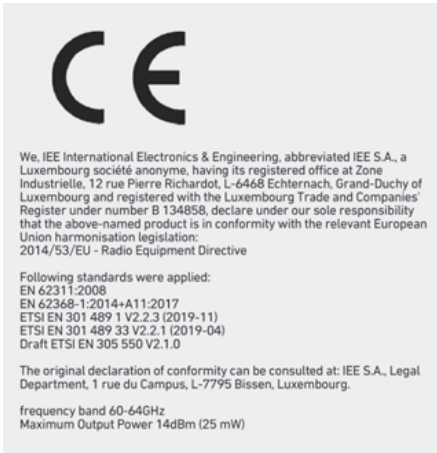 CE
We, IEE International Electronics & Engineering, abbreviated IEE S.A., a
Luxembourg société anonyme, having its registered office at Zone
Industrielle, 12 rue Pierre Richardot, L-6468 Echternach, Grand-Duchy of
Luxembourg and registered with the Luxembourg Trade and Companies'
Register under number B 134858, declare under our sole responsibility
that the above-named product is in conformity with the relevant European
Union harmonisation legislation:
2014/53/EU - Radio Equipment Directive
Following standards were applied:
EN 62311:2008
EN 62368-1:2014+A11:2017
ETSI EN 301 489 1 V2.2.3 (2019-11)
ETSI EN 301 489 33 V2.2.1 (2019-04)
Draft ETSI EN 305 550 V2.1.0
The original declaration of conformity can be consulted at: IEE S.A., Legal
Department, 1 rue du Campus, L-7795 Bissen, Luxembourg.
frequency band 60-64GHz
Maximum Output Power 14dBm (25 mW)